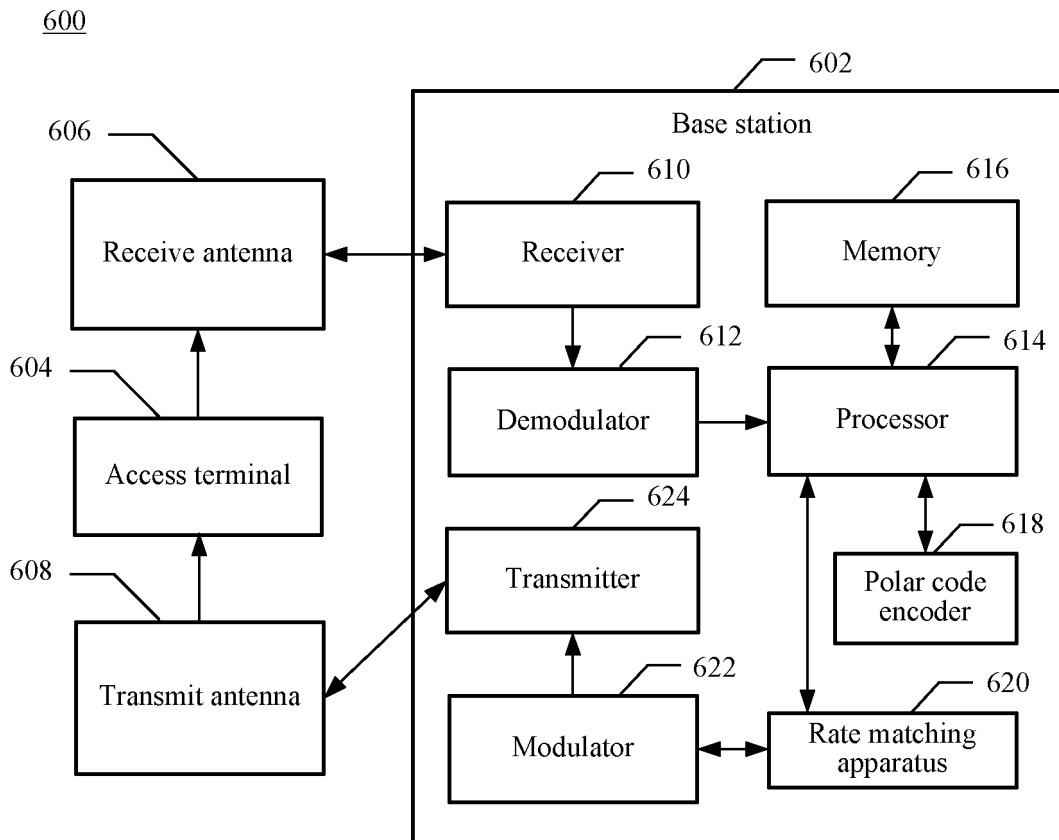 600
602
Base station
606
Receive antenna
610
Receiver
616
Memory
604
Access terminal
612
Demodulator
614
Processor
608
Transmit antenna
624
Transmitter
618
Polar code
encoder
622
Modulator
620
Rate matching
apparatus